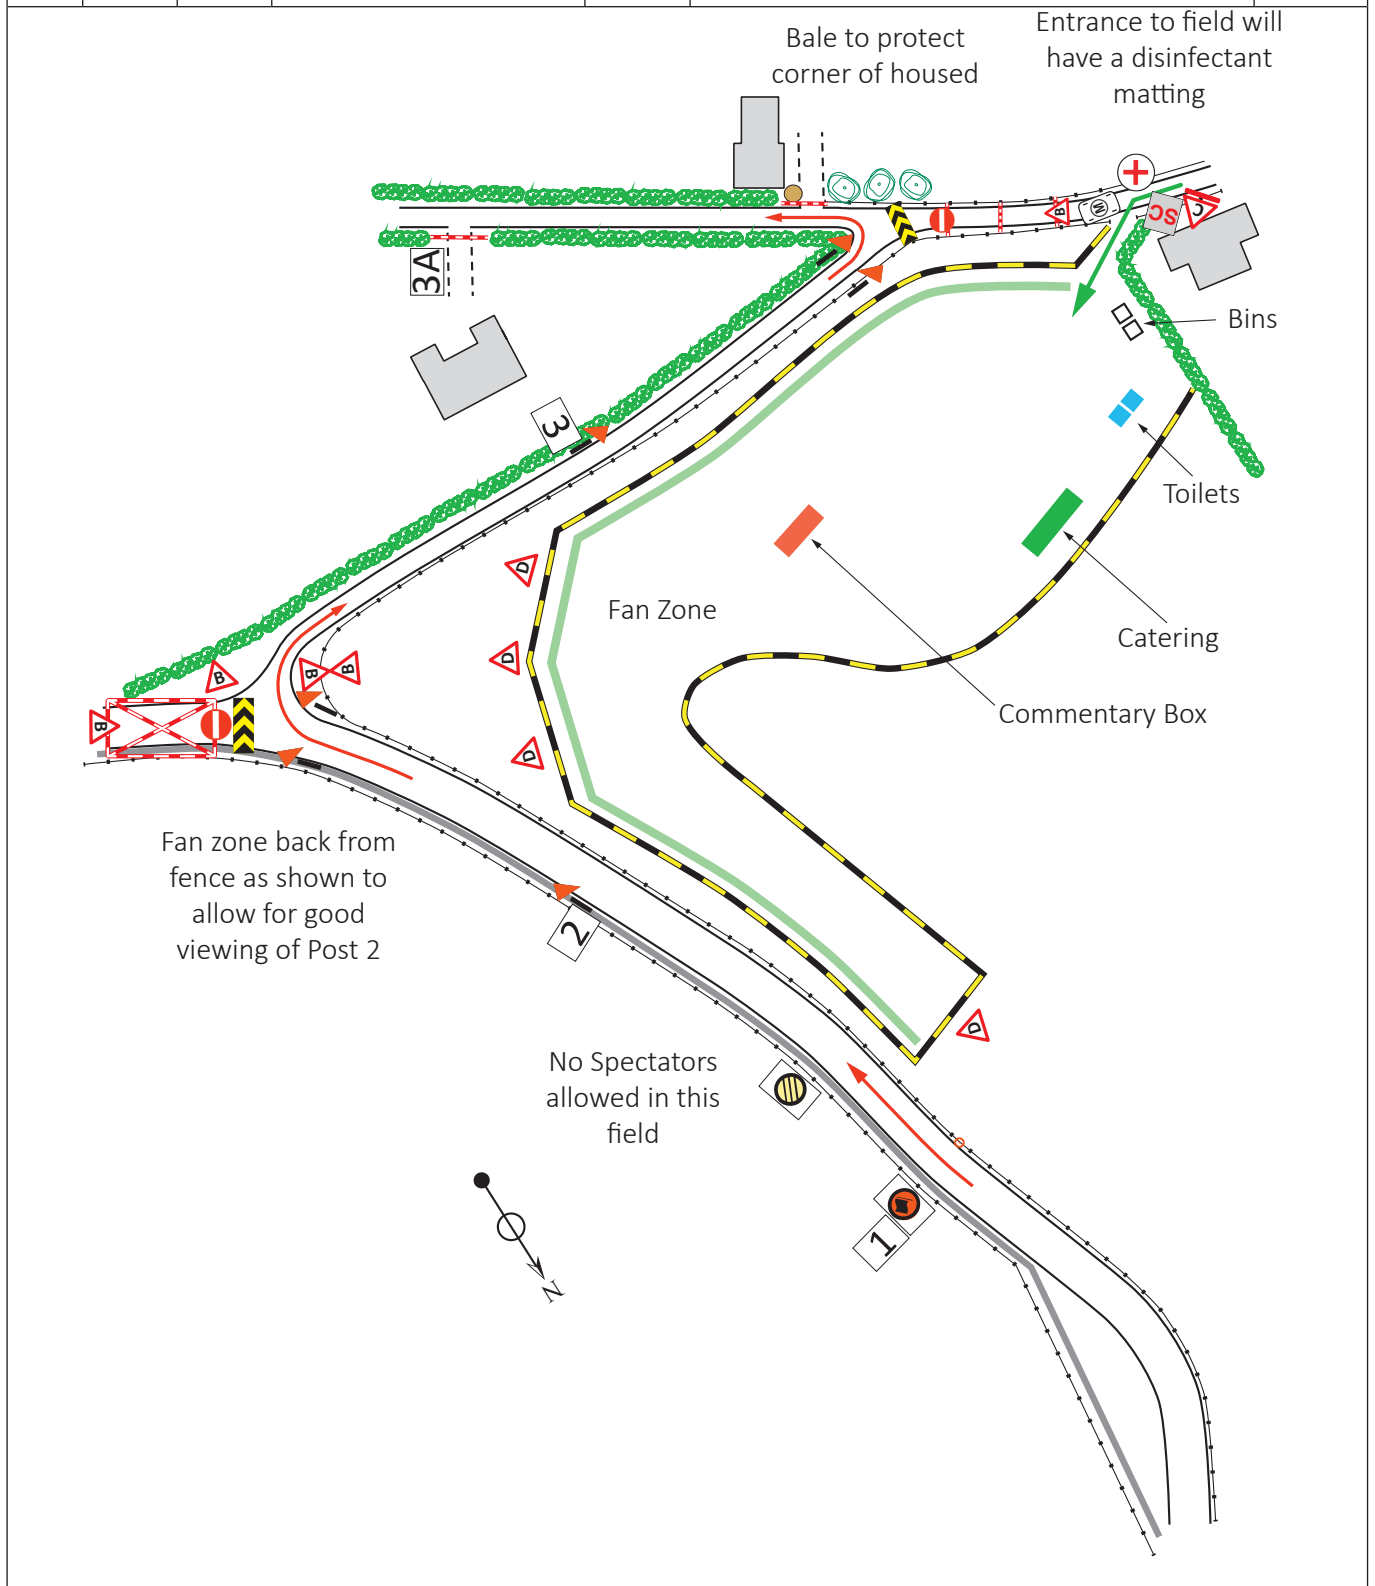 Bale to protect
corner of housed
Entrance to field will
have a disinfectant
matting
SC
C
B
M
3A
Bins
3
Toilets
D
Fan Zone
Catering
D
B
B
B
B
Commentary Box
D
Fan zone back from
fence as shown to
allow for good
viewing of Post 2
2
D
No Spectators
allowed in this
field
1
N